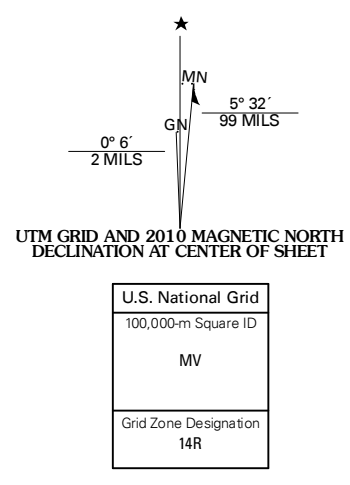 ★
MN
GN
5° 32´
99 MILS
0° 6´
2 MILS
UTM GRID AND 2010 MAGNETIC NORTH
DECLINATION AT CENTER OF SHEET
U.S. National Grid
100,000-m Square ID
MV
Grid Zone Designation
14R